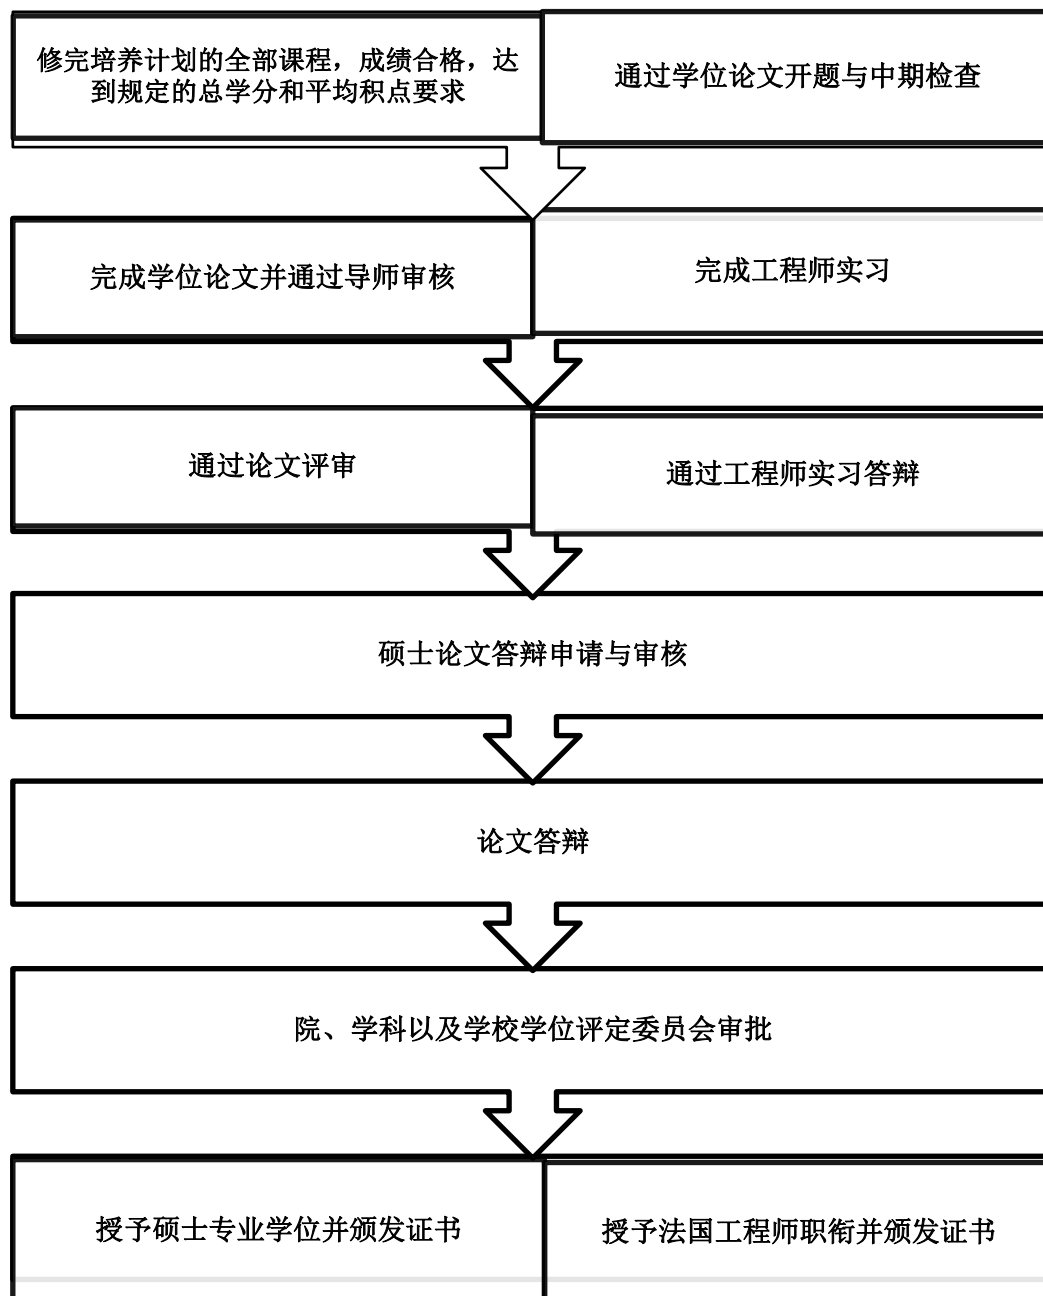 修完培养计划的全部课程，成绩合格，达
到规定的总学分和平均积点要求
通过学位论文开题与中期检查
完成学位论文并通过导师审核
完成工程师实习
通过论文评审
通过工程师实习答辩
硕士论文答辩申请与审核
论文答辩
院、学科以及学校学位评定委员会审批
授予硕士专业学位并颁发证书
授予法国工程师职衔并颁发证书